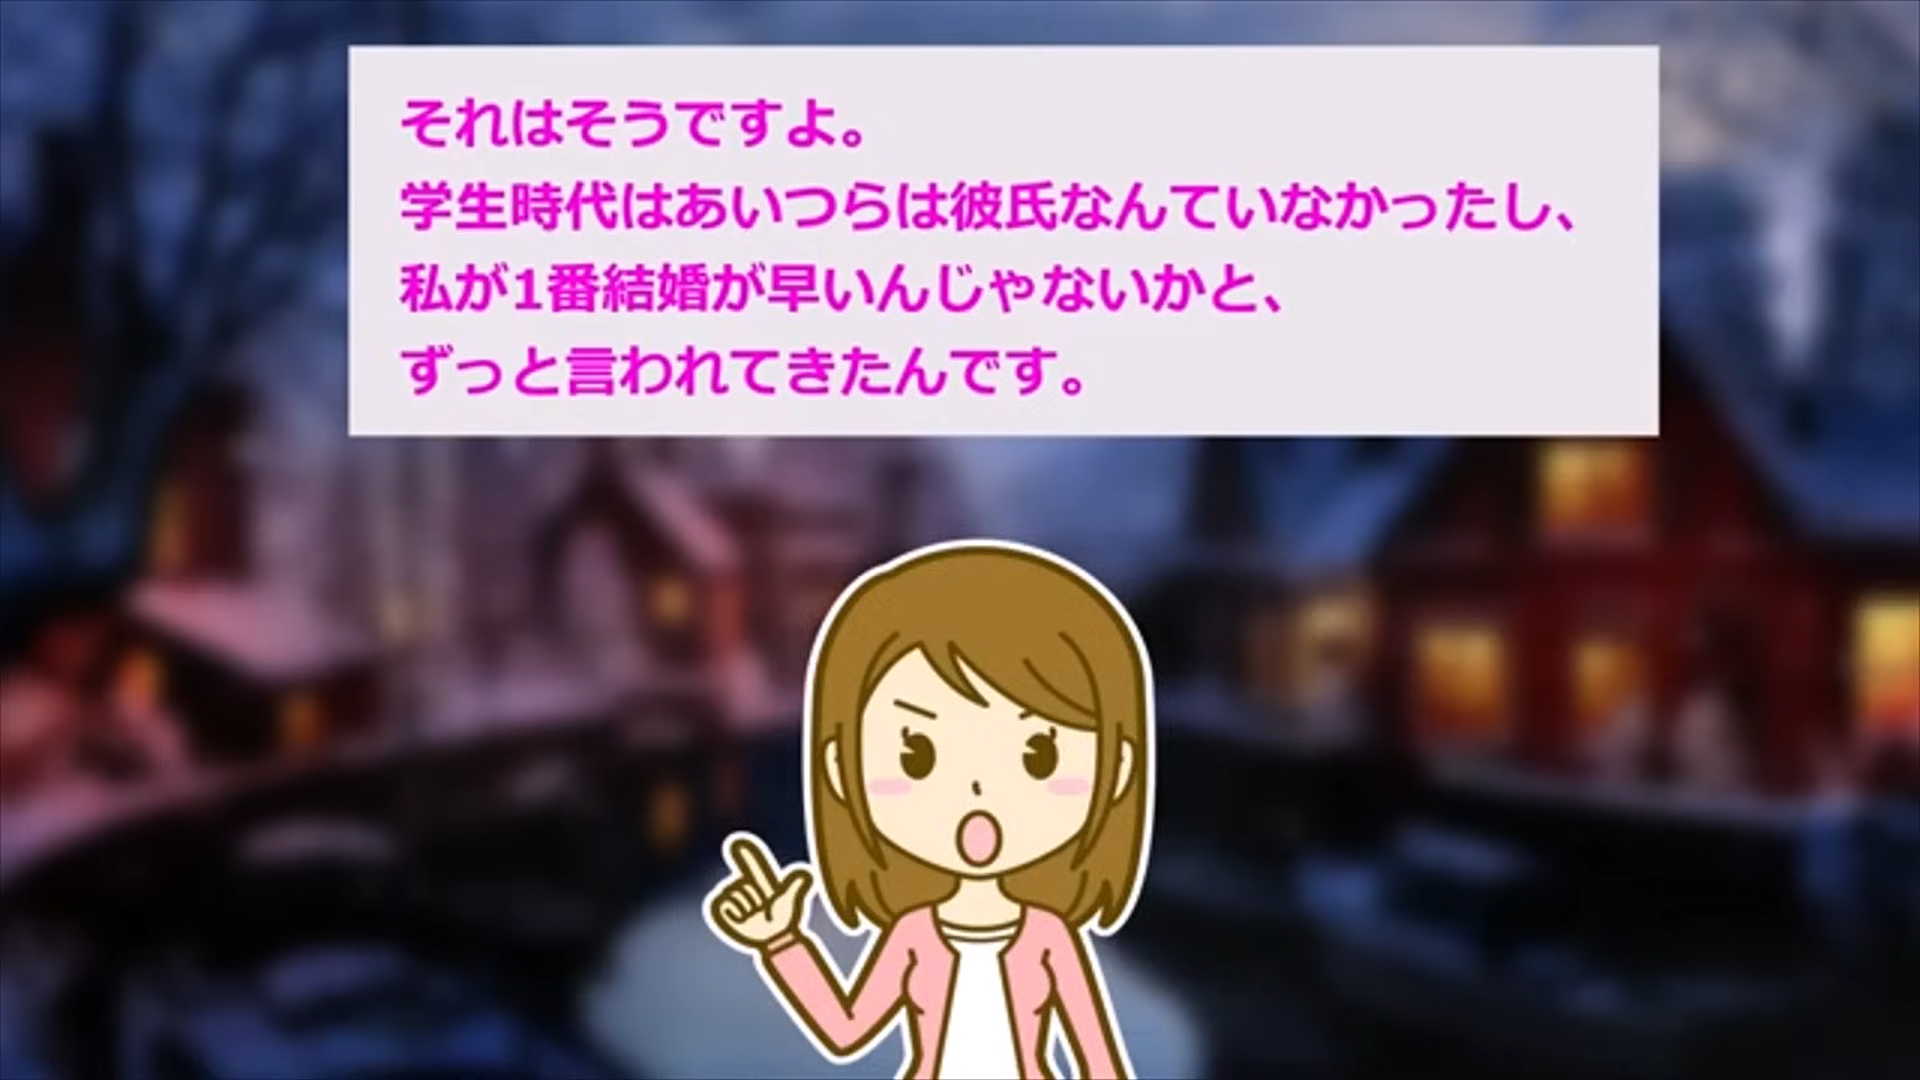 それはそうですよ。
学生時代はあいつらは彼氏なんていなかったし、
私が1番結婚が早いんじゃないかと、
ずっと言われてきたんです。